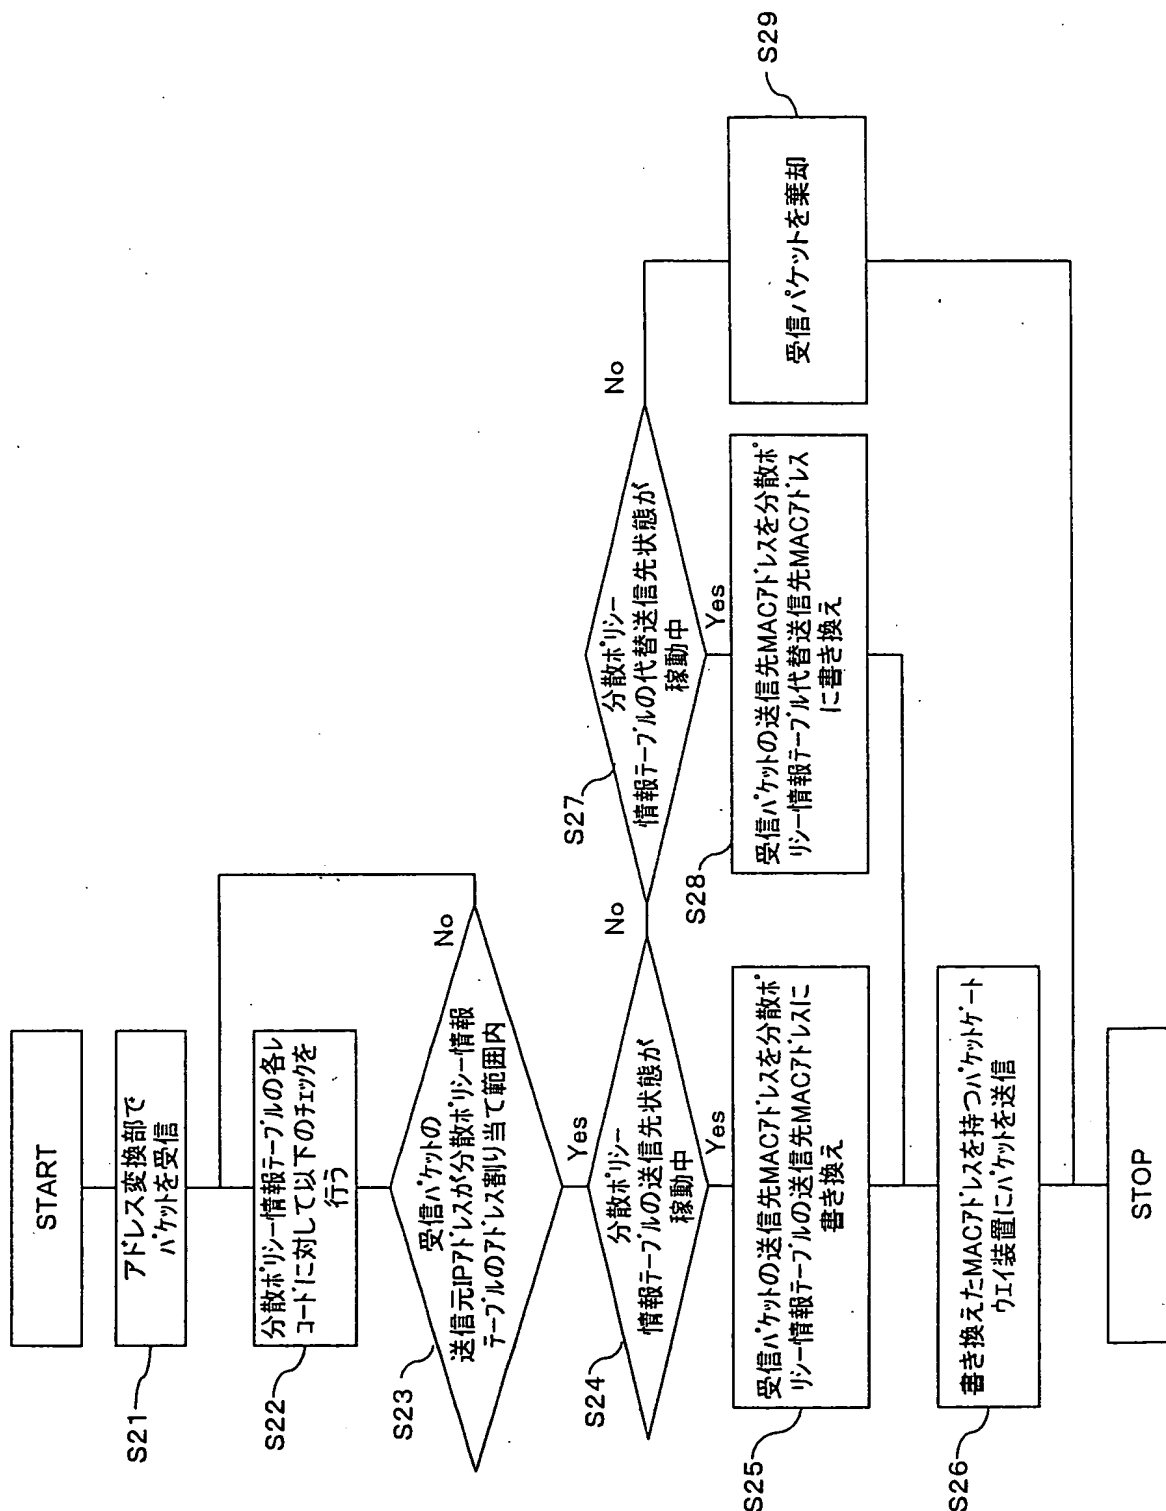 START
アドレス変換部で
パケットを受信
S21
分散ポリシー情報テーブルの各レ
コードに対して以下のチェックを
行う
S22
受信パケットの
送信元IPアドレスが分散ポリシー情報
テーブルのアドレス割り当て範囲内
S23
No
Yes
分散ポリシー
情報テーブルの送信先状態が
稼動中
S24
No
Yes
受信パケットの送信先MACアドレスを分散ポ
リシー情報テーブルの送信先MACアドレスに
書き換え
S25
書き換えたMACアドレスを持つパケットゲート
ウエイ装置にパケットを送信
S26
分散ポリシー
情報テーブルの代替送信先状態が
稼動中
S27
No
Yes
受信パケットの送信先MACアドレスを分散ポ
リシー情報テーブル代替送信先MACアドレス
に書き換え
S28
受信パケットを棄却
S29
STOP